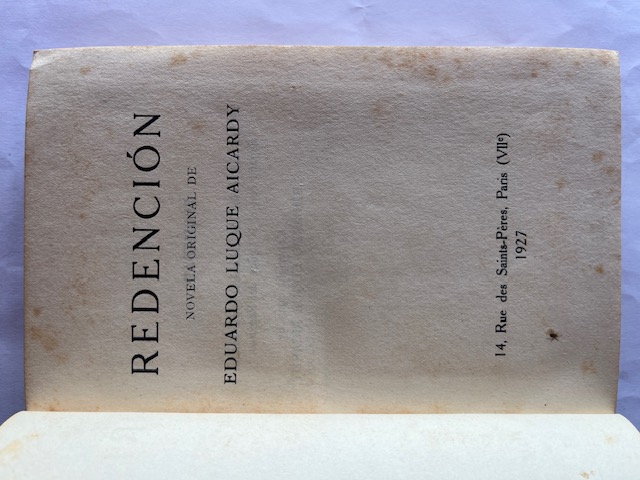 REDENCIÓN
NOVELA ORIGINAL DE
EDUARDO LUQUE AICARDY
14, Rue des Saints-Pères, Paris (VIIe)
1927